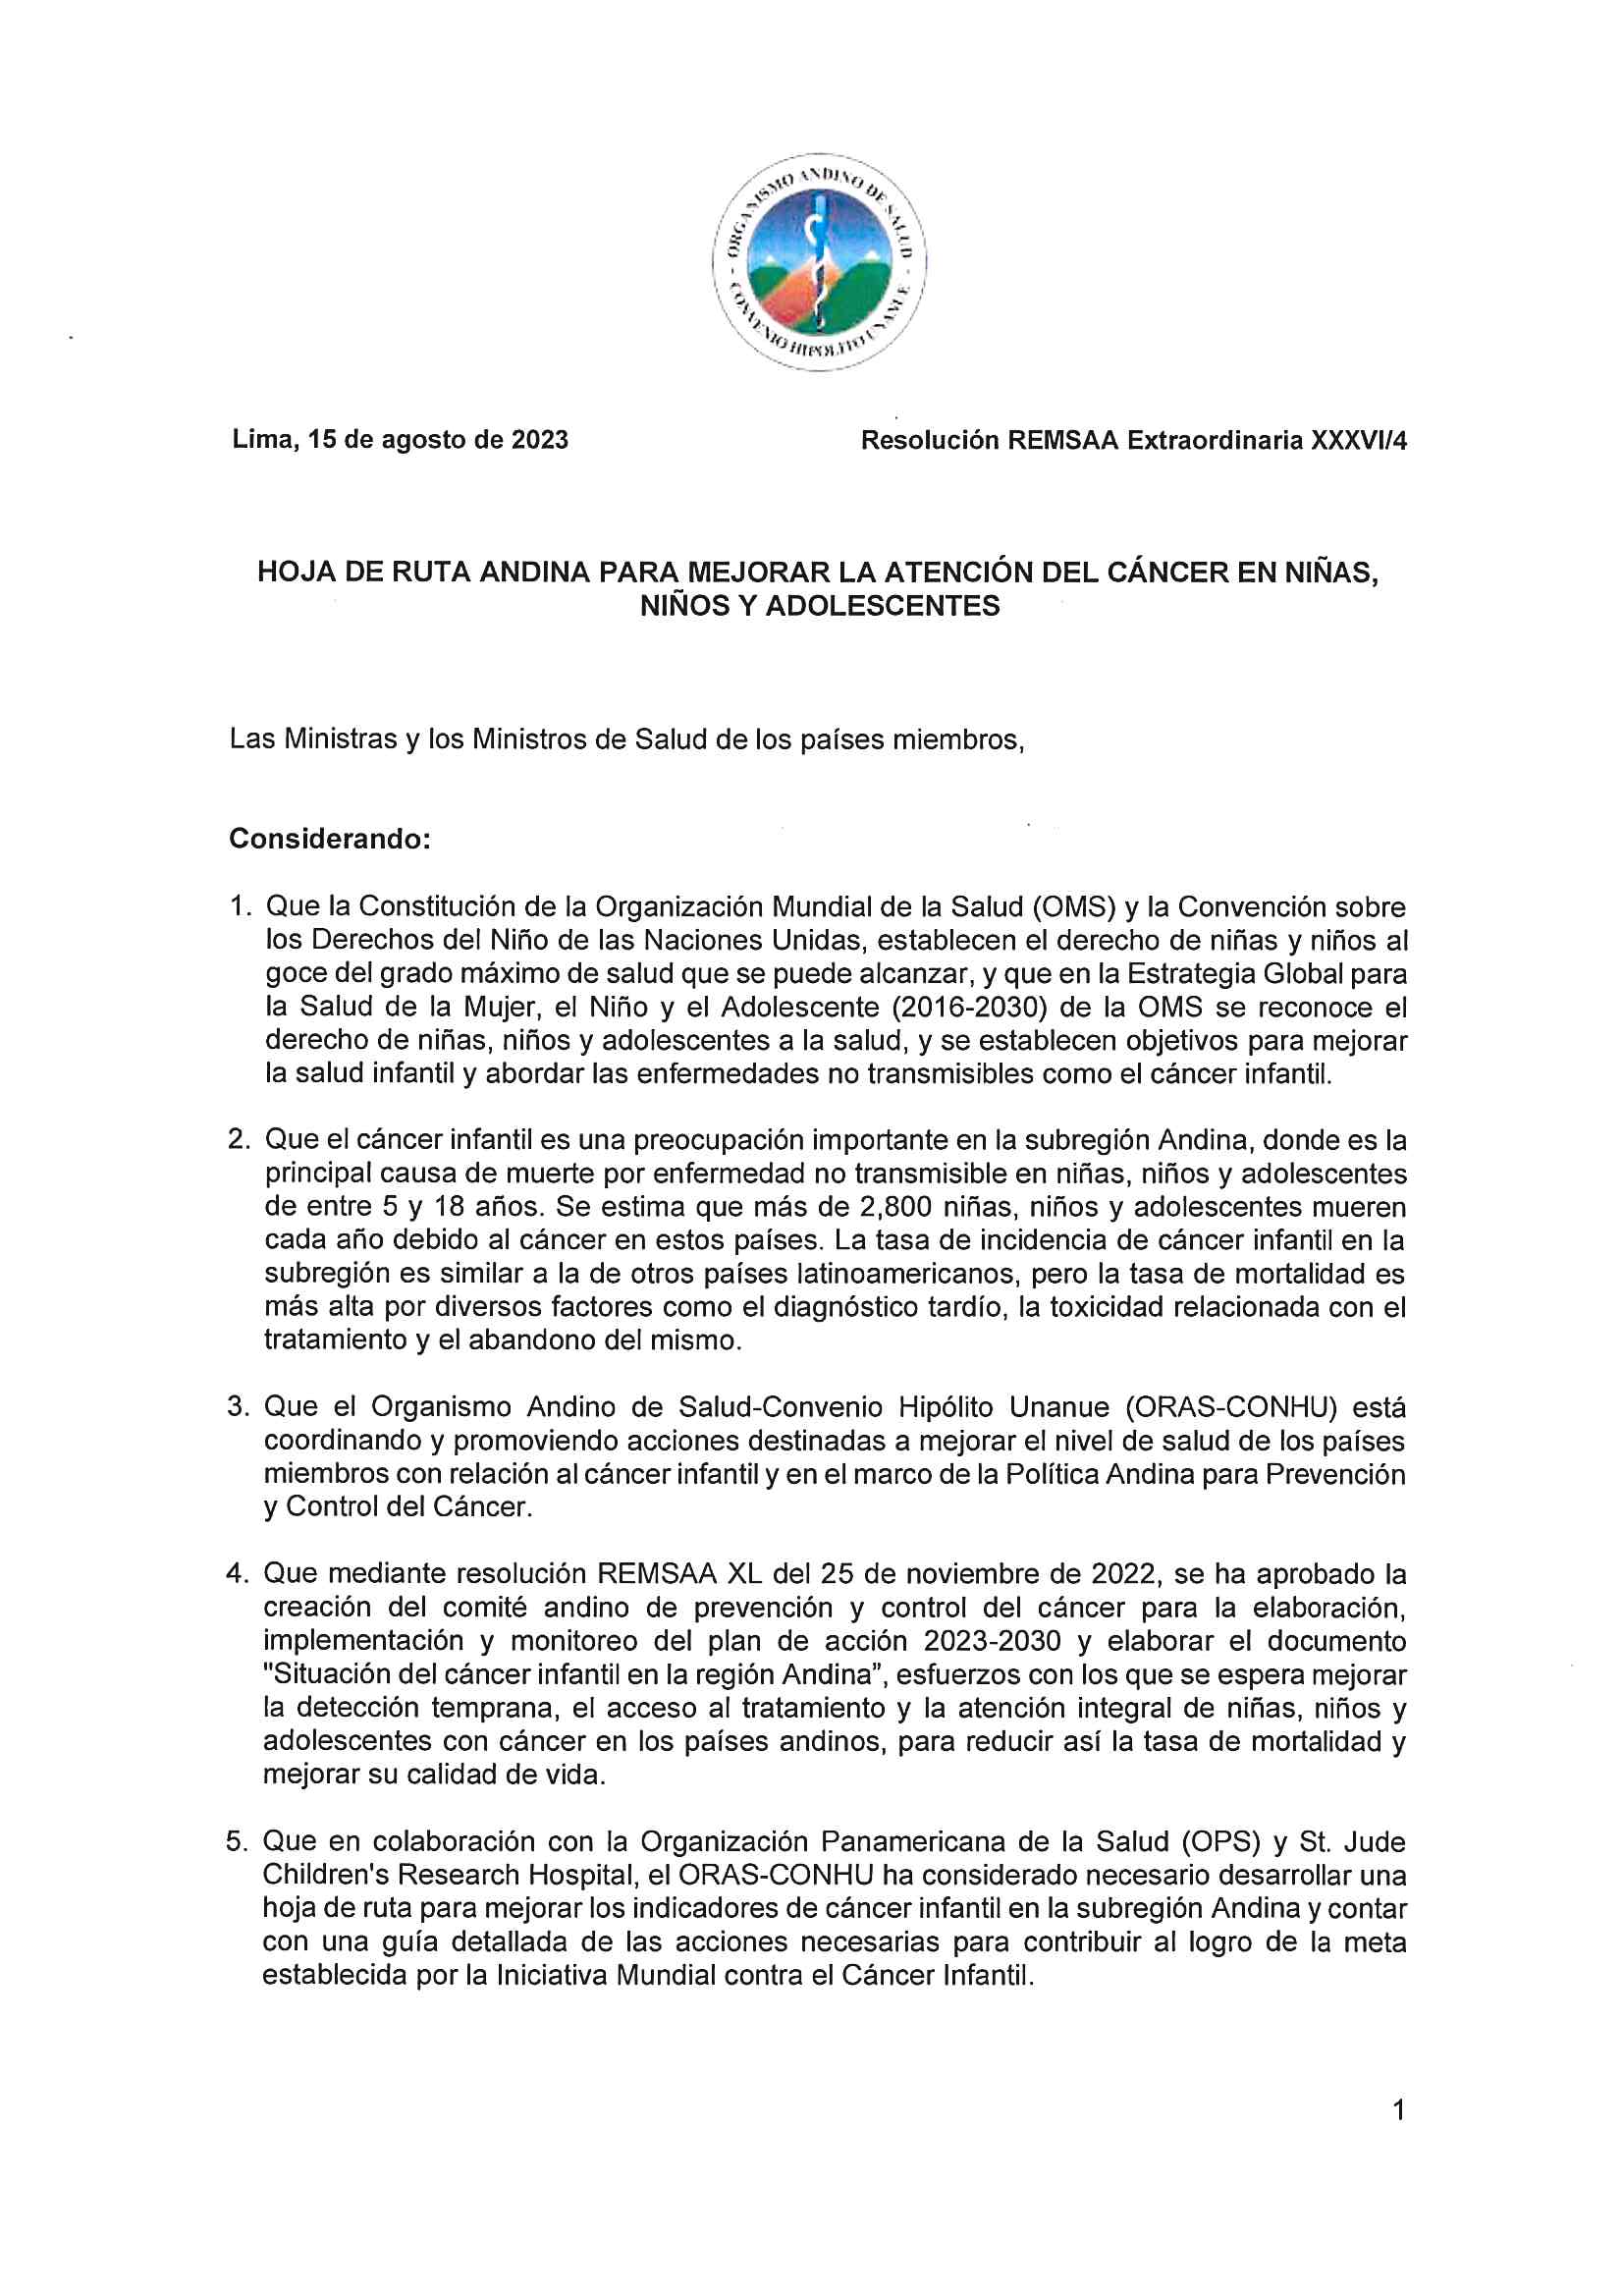 ORGANISMO ANDINO DE SALUD
- CONVENIO HIPOLITO UNANUE -
Lima, 15 de agosto de 2023 Resolución REMSAA Extraordinaria XXXVI/4
HOJA DE RUTA ANDINA PARA MEJORAR LA ATENCIÓN DEL CÁNCER EN NIÑAS,
NIÑOS Y ADOLESCENTES
Las Ministras y los Ministros de Salud de los países miembros,
Considerando:
1. Que la Constitución de la Organización Mundial de la Salud (OMS) y la Convención sobre
los Derechos del Niño de las Naciones Unidas, establecen el derecho de niñas y niños al
goce del grado máximo de salud que se puede alcanzar, y que en la Estrategia Global para
la Salud de la Mujer, el Niño y el Adolescente (2016-2030) de la OMS se reconoce el
derecho de niñas, niños y adolescentes a la salud, y se establecen objetivos para mejorar
la salud infantil y abordar las enfermedades no transmisibles como el cáncer infantil.
2. Que el cáncer infantil es una preocupación importante en la subregión Andina, donde es la
principal causa de muerte por enfermedad no transmisible en niñas, niños y adolescentes
de entre 5 y 18 años. Se estima que más de 2,800 niñas, niños y adolescentes mueren
cada año debido al cáncer en estos países. La tasa de incidencia de cáncer infantil en la
subregión es similar a la de otros países latinoamericanos, pero la tasa de mortalidad es
más alta por diversos factores como el diagnóstico tardío, la toxicidad relacionada con el
tratamiento y el abandono del mismo.
3. Que el Organismo Andino de Salud-Convenio Hipólito Unanue (ORAS-CONHU) está
coordinando y promoviendo acciones destinadas a mejorar el nivel de salud de los países
miembros con relación al cáncer infantil y en el marco de la Política Andina para Prevención
y Control del Cáncer.
4. Que mediante resolución REMSAA XL del 25 de noviembre de 2022, se ha aprobado la
creación del comité andino de prevención y control del cáncer para la elaboración,
implementación y monitoreo del plan de acción 2023-2030 y elaborar el documento
"Situación del cáncer infantil en la región Andina”, esfuerzos con los que se espera mejorar
la detección temprana, el acceso al tratamiento y la atención integral de niñas, niños y
adolescentes con cáncer en los países andinos, para reducir así la tasa de mortalidad y
mejorar su calidad de vida.
5. Que en colaboración con la Organización Panamericana de la Salud (OPS) y St. Jude
Children's Research Hospital, el ORAS-CONHU ha considerado necesario desarrollar una
hoja de ruta para mejorar los indicadores de cáncer infantil en la subregión Andina y contar
con una guía detallada de las acciones necesarias para contribuir al logro de la meta
establecida por la Iniciativa Mundial contra el Cáncer Infantil.
1